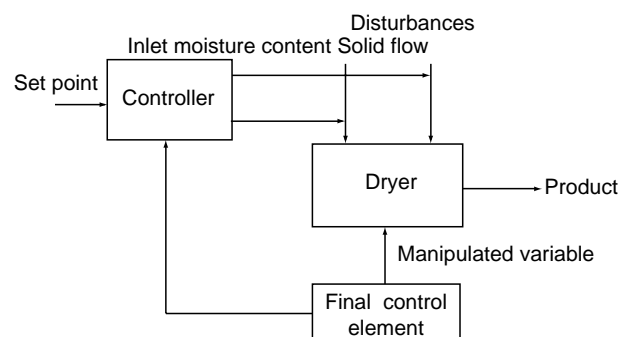 Disturbances
Inlet moisture content Solid flow
Set point
Controller
Dryer
Product
Manipulated variable
Final control
element